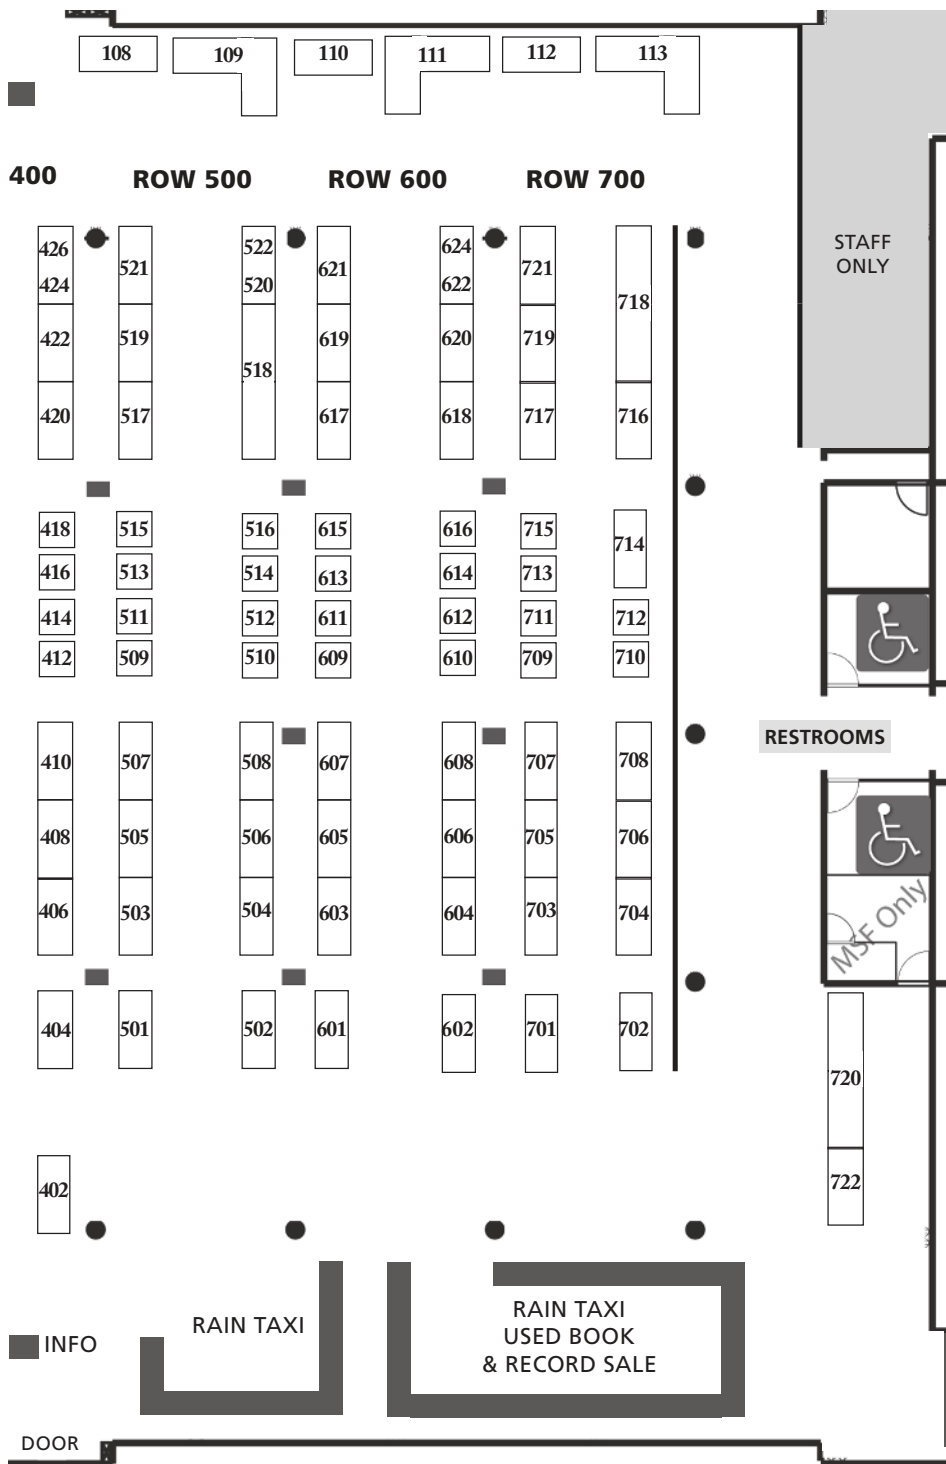 108 109 110 111 112 113
400 ROW 500 ROW 600 ROW 700
STAFF
ONLY
426 522 624
521 621 721
424 520 622
718
422 519 619 620 719
518
420 517 617 618 717 716
418 515 516 615 616 715
714
416 513 514 613 614 713
414 511 512 611 612 711 712
412 509 510 609 610 709 710
RESTROOMS
410 507 508 607 608 707 708
408 505 506 605 606 705 706
406 503 504 603 604 703 704
MSF Only
404 501 502 601 602 701 702
720
402 722
RAIN TAXI
RAIN TAXI
USED BOOK
& RECORD SALE
INFO
DOOR